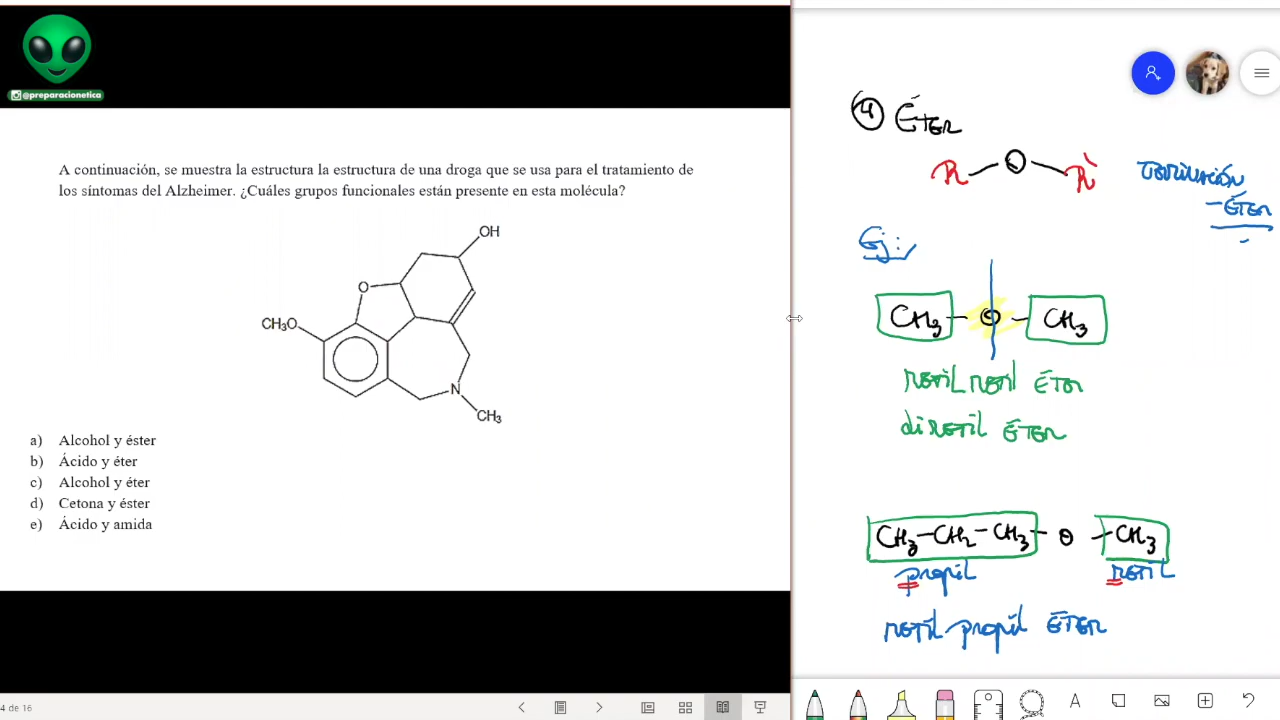 @preparacionetica
A continuación, se muestra la estructura la estructura de una droga que se usa para el tratamiento de
los síntomas del Alzheimer. ¿Cuáles grupos funcionales están presente en esta molécula?
OH
O
CH₃O
N
CH₃
a) Alcohol y éster
b) Ácido y éter
c) Alcohol y éter
d) Cetona y éster
e) Ácido y amida
4 de 16
④ ÉTER
R – O – R'
terminación
– ÉTER
Ej:
CH₃ – O – CH₃
metil metil ÉTER
dimetil ÉTER
CH₃–CH₂–CH₃ – O – CH₃
propil metil
metil propil ÉTER
A